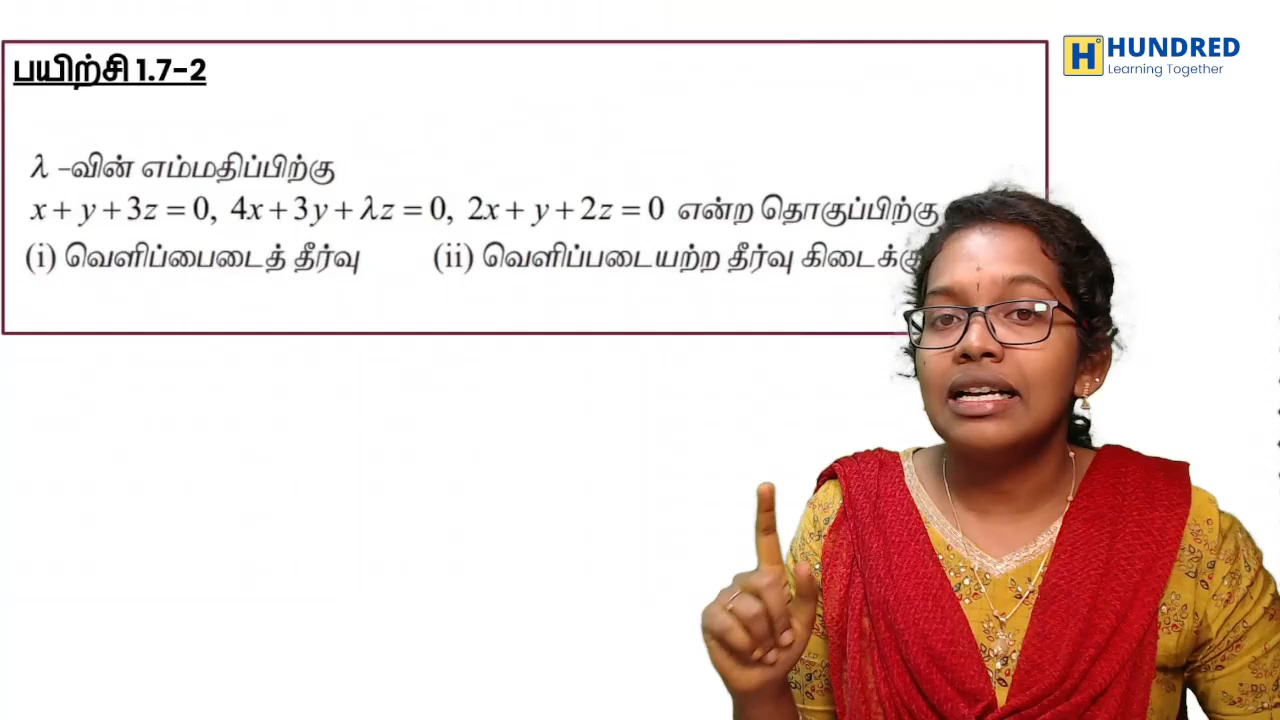 HUNDRED
Learning Together
பயிற்சி 1.7-2
λ -வின் எம்மதிப்பிற்கு
x + y + 3z = 0, 4x + 3y + λz = 0, 2x + y + 2z = 0 என்ற தொகுப்பிற்கு
(i) வெளிப்படைத் தீர்வு (ii) வெளிப்படையற்ற தீர்வு